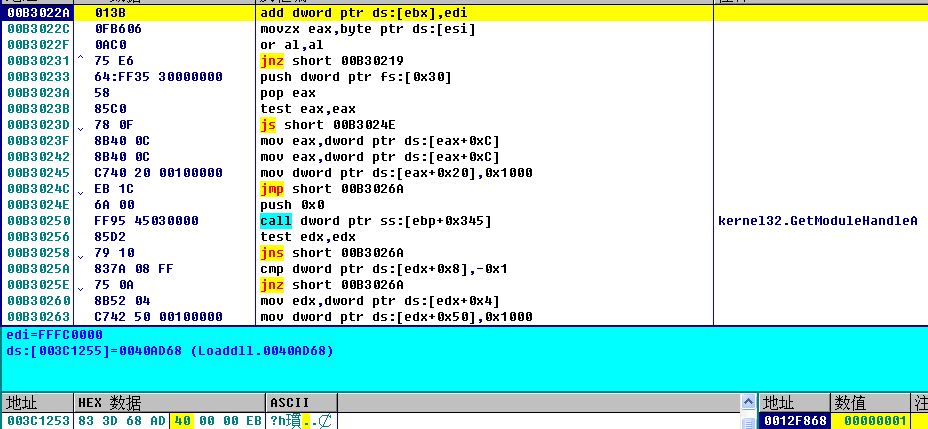 00B3022A 013B add dword ptr ds:[ebx],edi
00B3022C 0FB606 movzx eax,byte ptr ds:[esi]
00B3022F 0AC0 or al,al
00B30231 ^ 75 E6 jnz short 00B30219
00B30233 64:FF35 30000000 push dword ptr fs:[0x30]
00B3023A 58 pop eax
00B3023B 85C0 test eax,eax
00B3023D 78 0F js short 00B3024E
00B3023F 8B40 0C mov eax,dword ptr ds:[eax+0xC]
00B30242 8B40 0C mov eax,dword ptr ds:[eax+0xC]
00B30245 C740 20 00100000 mov dword ptr ds:[eax+0x20],0x1000
00B3024C EB 1C jmp short 00B3026A
00B3024E 6A 00 push 0x0
00B30250 FF95 45030000 call dword ptr ss:[ebp+0x345] kernel32.GetModuleHandleA
00B30256 85D2 test edx,edx
00B30258 79 10 jns short 00B3026A
00B3025A 837A 08 FF cmp dword ptr ds:[edx+0x8],-0x1
00B3025E 75 0A jnz short 00B3026A
00B30260 8B52 04 mov edx,dword ptr ds:[edx+0x4]
00B30263 C742 50 00100000 mov dword ptr ds:[edx+0x50],0x1000
edi=FFFC0000
ds:[003C1255]=0040AD68 (Loaddll.0040AD68)
地址 HEX 数据 ASCII 地址 数值
003C1253 83 3D 68 AD 40 00 00 EB 0012F868 00000001